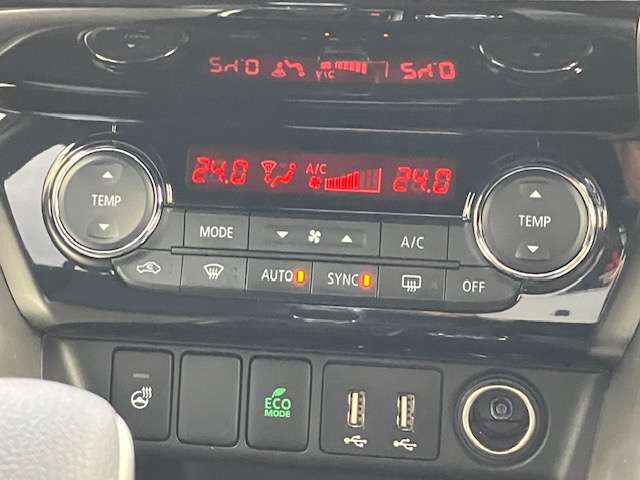 24.0 A/C 24.0
TEMP
TEMP
MODE
A/C
AUTO SYNC OFF
ECO
MODE